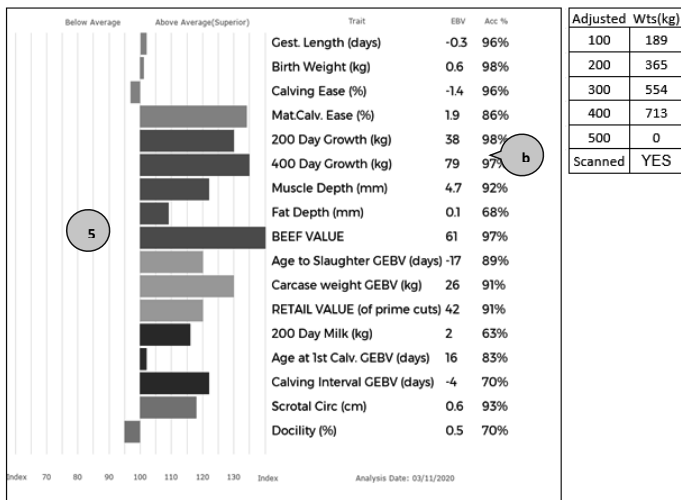 Below Average Above Average(Superior) Trait EBV Acc %
Gest. Length (days) -0.3 96%
Birth Weight (kg) 0.6 98%
Calving Ease (%) -1.4 96%
Mat.Calv. Ease (%) 1.9 86%
200 Day Growth (kg) 38 98%
400 Day Growth (kg) 79 97%
b
Muscle Depth (mm) 4.7 92%
Fat Depth (mm) 0.1 68%
5
BEEF VALUE 61 97%
Age to Slaughter GEBV (days) -17 89%
Carcase weight GEBV (kg) 26 91%
RETAIL VALUE (of prime cuts) 42 91%
200 Day Milk (kg) 2 63%
Age at 1st Calv. GEBV (days) 16 83%
Calving Interval GEBV (days) -4 70%
Scrotal Circ (cm) 0.6 93%
Docility (%) 0.5 70%
Index 70 80 90 100 110 120 130 Index Analysis Date: 03/11/2020
Adjusted Wts(kg)
100 189
200 365
300 554
400 713
500 0
Scanned YES